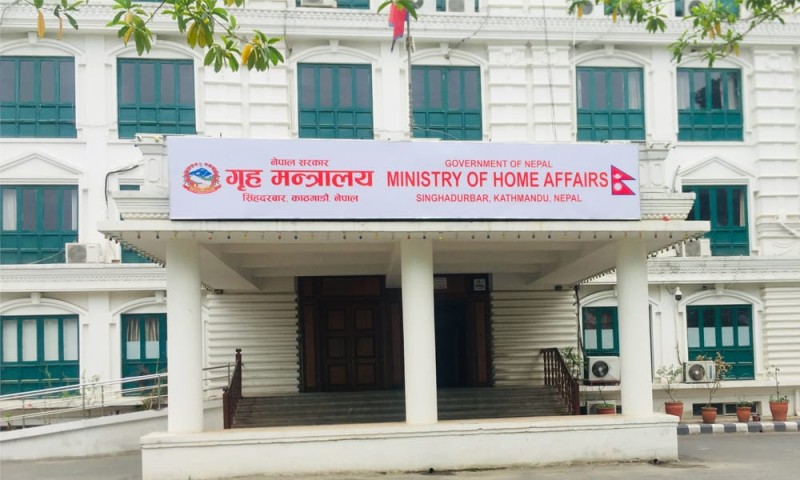 नेपाल सरकार
गृह मन्त्रालय
सिंहदरबार, काठमाडौं, नेपाल
GOVERNMENT OF NEPAL
MINISTRY OF HOME AFFAIRS
SINGHADURBAR, KATHMANDU, NEPAL